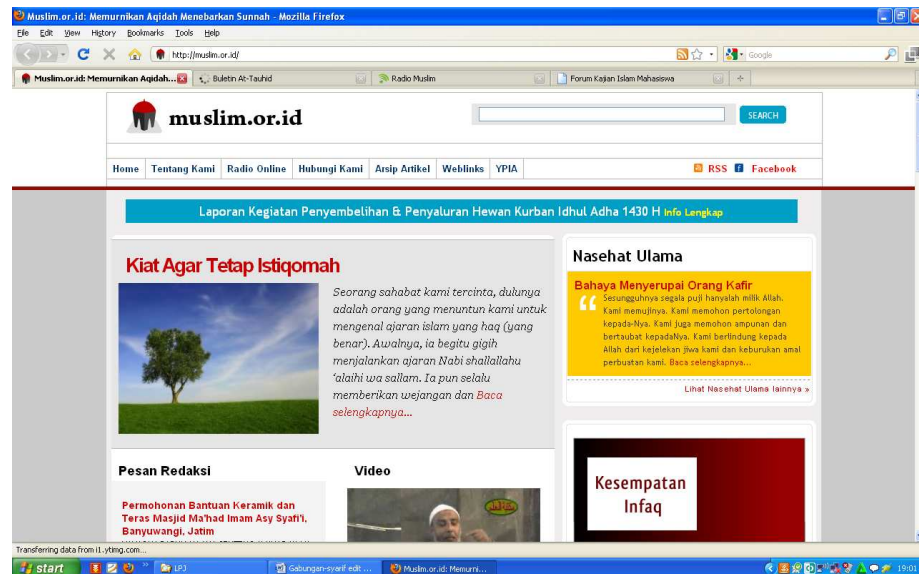 Muslim.or.id: Memurnikan Aqidah Menebarkan Sunnah - Mozilla Firefox
File Edit View History Bookmarks Tools Help
http://muslim.or.id/
Google
Muslim.or.id: Memurnikan Aqidah...
Buletin At-Tauhid
Radio Muslim
Forum Kajian Islam Mahasiswa
muslim.or.id
SEARCH
Home Tentang Kami Radio Online Hubungi Kami Arsip Artikel Weblinks YPIA
RSS Facebook
Laporan Kegiatan Penyembelihan & Penyaluran Hewan Kurban Idhul Adha 1430 H Info Lengkap
Kiat Agar Tetap Istiqomah
Seorang sahabat kami tercinta, dulunya
adalah orang yang menuntun kami untuk
mengenal ajaran islam yang haq (yang
benar). Awalnya, ia begitu gigih
menjalankan ajaran Nabi shallallahu
'alaihi wa sallam. Ia pun selalu
memberikan wejangan dan Baca
selengkapnya...
Nasehat Ulama
Bahaya Menyerupai Orang Kafir
Sesungguhnya segala puji hanyalah milik Allah.
Kami memujinya. Kami memohon pertolongan
kepada-Nya. Kami juga memohon ampunan dan
bertaubat kepadaNya. Kami berlindung kepada
Allah dari kejelekan jiwa kami dan keburukan amal
perbuatan kami. Baca selengkapnya...
Lihat Nasehat Ulama lainnya »
Pesan Redaksi
Permohonan Bantuan Keramik dan
Teras Masjid Ma'had Imam Asy Syafi'i,
Banyuwangi, Jatim
Video
Kesempatan
Infaq
Transferring data from i1.ytimg.com...
start
LPJ
Gabungan-syarif edit ...
Muslim.or.id: Memurni...
19:01